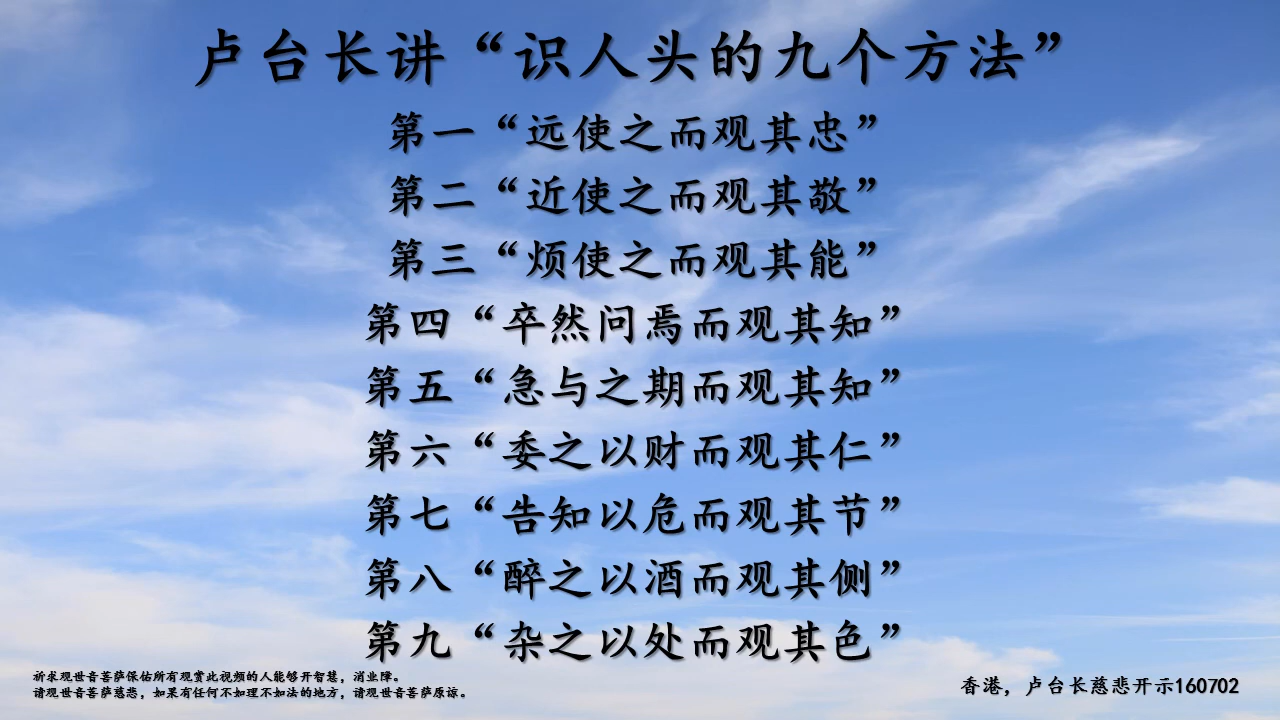 卢台长讲“识人头的九个方法”
第一“远使之而观其忠”
第二“近使之而观其敬”
第三“烦使之而观其能”
第四“卒然问焉而观其知”
第五“急与之期而观其知”
第六“委之以财而观其仁”
第七“告知以危而观其节”
第八“醉之以酒而观其侧”
第九“杂之以处而观其色”
祈求观世音菩萨保佑所有观赏此视频的人能够开智慧，消业障。
请观世音菩萨慈悲，如果有任何不如理不如法的地方，请观世音菩萨原谅。
香港，卢台长慈悲开示160702